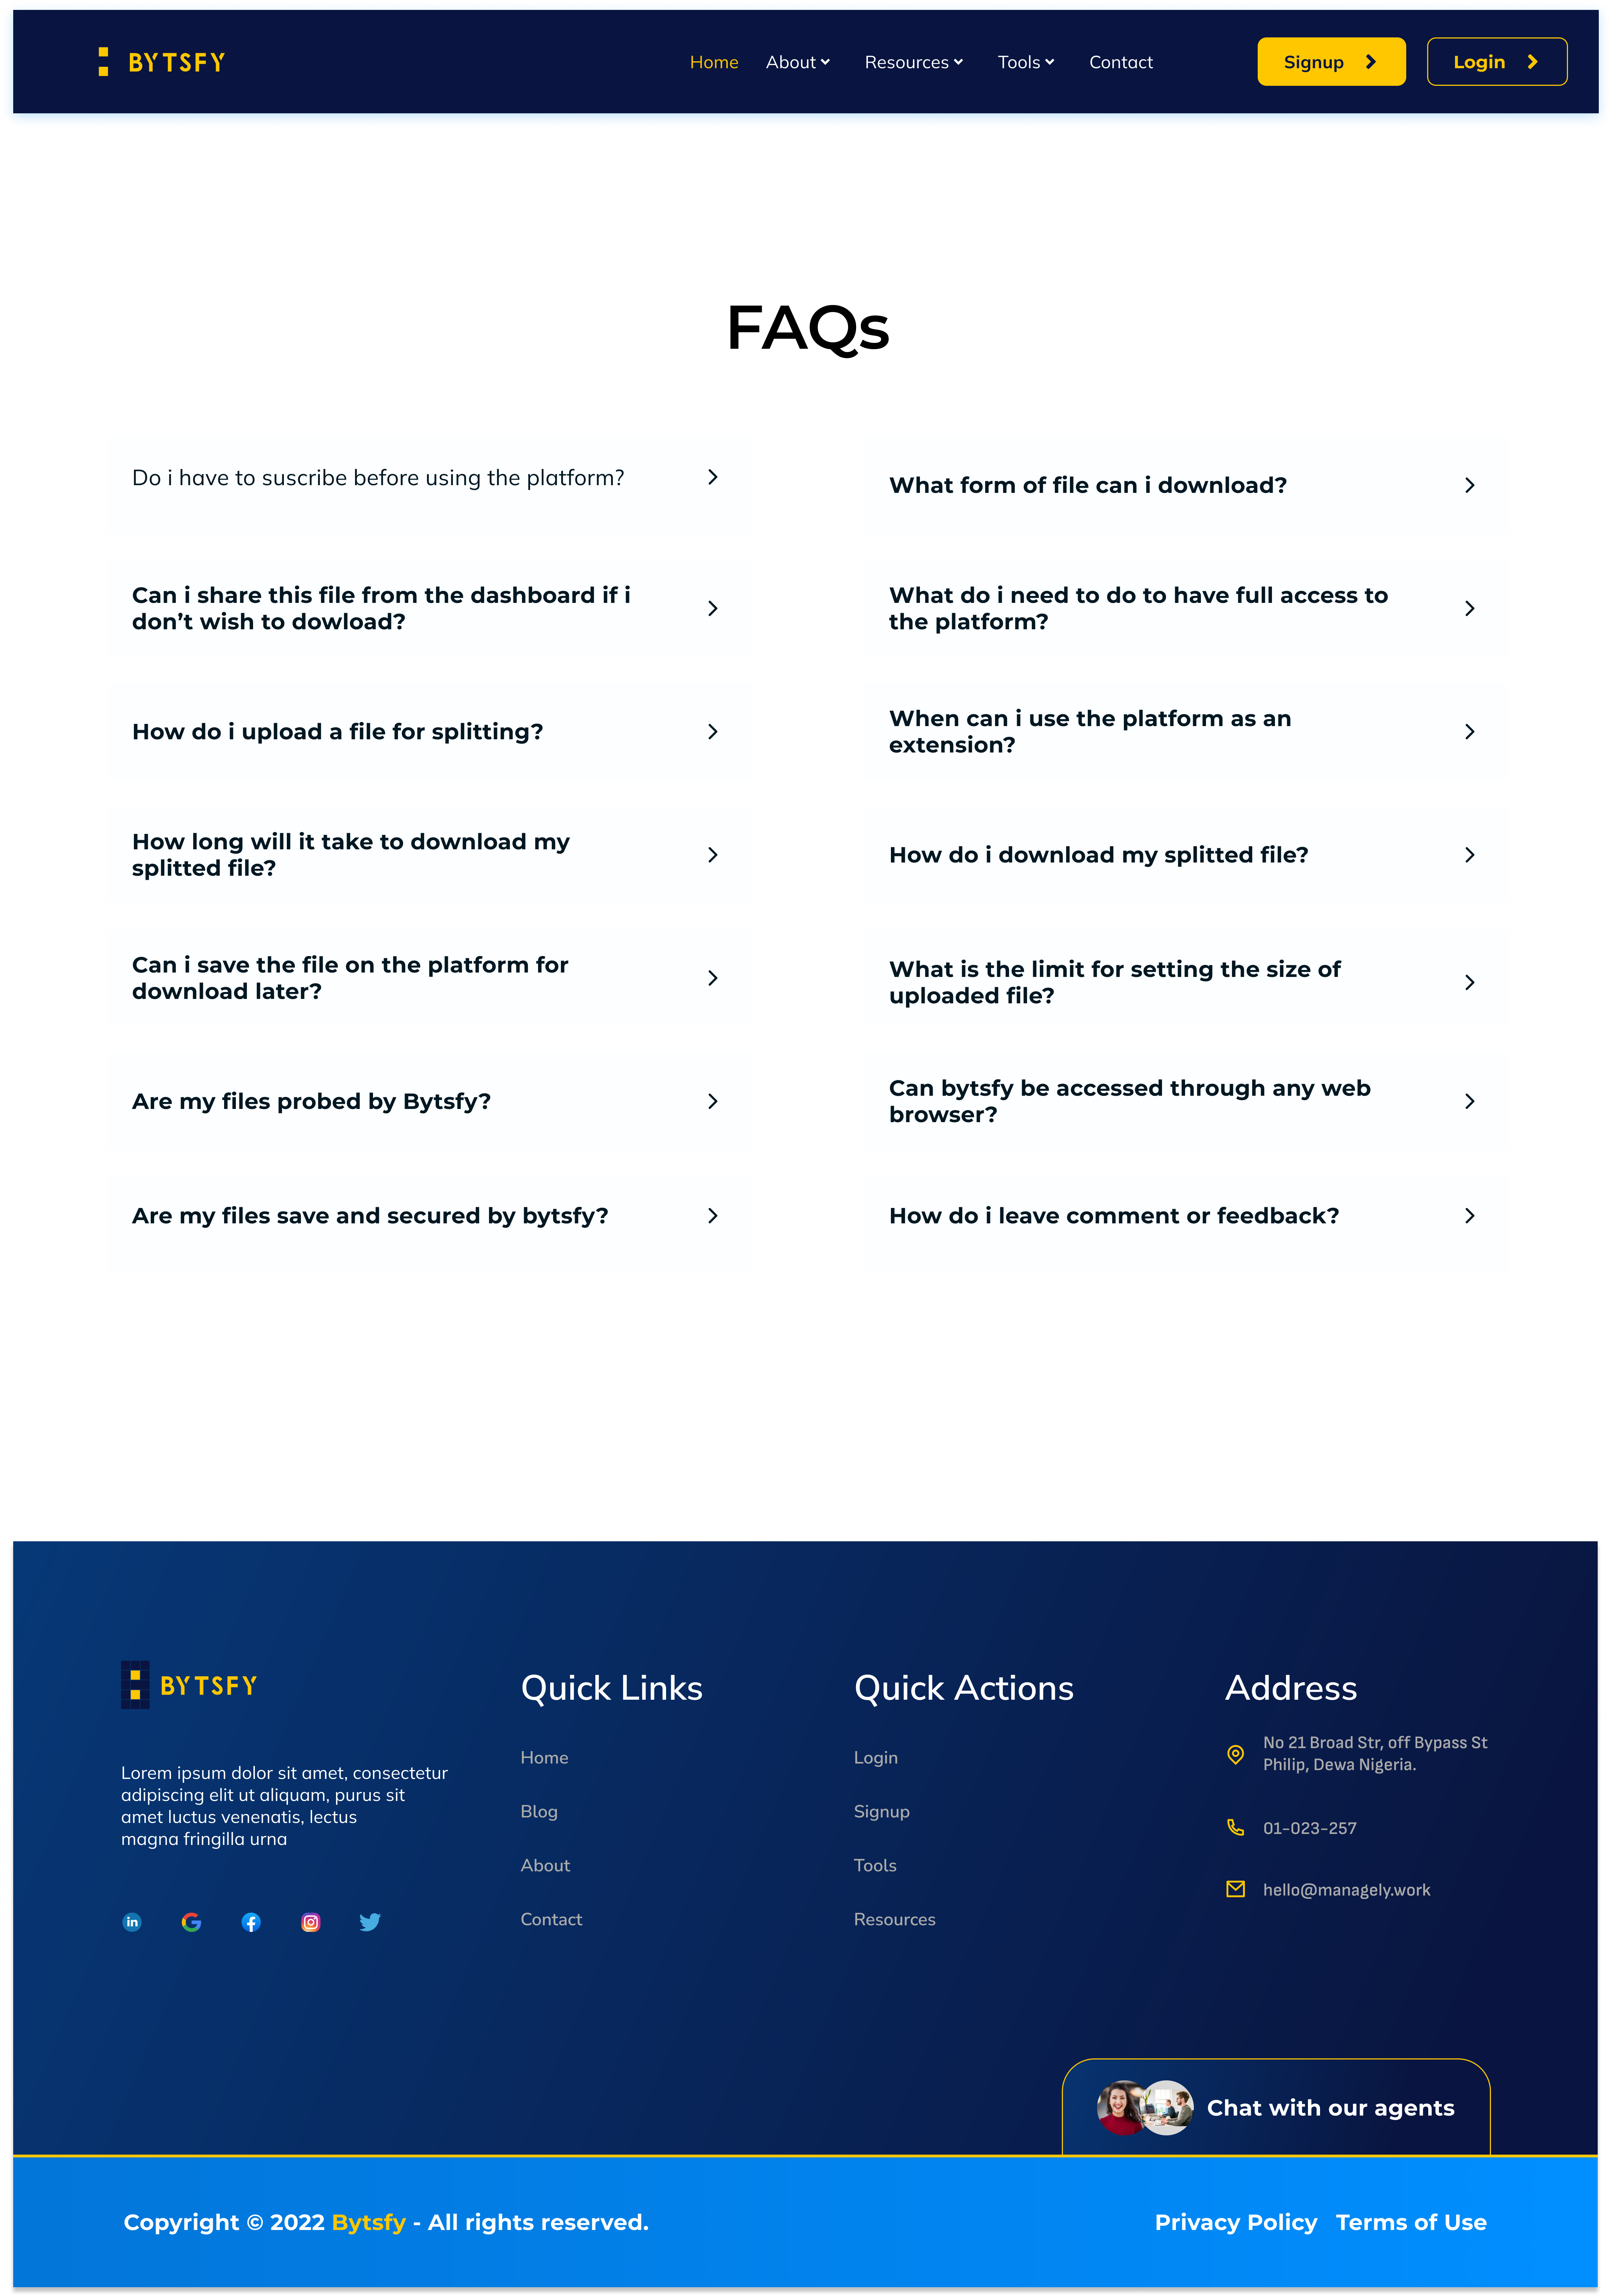 BYTSFY
Home
About
Resources
Tools
Contact
Signup
Login
FAQs
Do i have to suscribe before using the platform?
Can i share this file from the dashboard if i
don’t wish to dowload?
How do i upload a file for splitting?
How long will it take to download my
splitted file?
Can i save the file on the platform for
download later?
Are my files probed by Bytsfy?
Are my files save and secured by bytsfy?
What form of file can i download?
What do i need to do to have full access to
the platform?
When can i use the platform as an
extension?
How do i download my splitted file?
What is the limit for setting the size of
uploaded file?
Can bytsfy be accessed through any web
browser?
How do i leave comment or feedback?
BYTSFY
Lorem ipsum dolor sit amet, consectetur
adipiscing elit ut aliquam, purus sit
amet luctus venenatis, lectus
magna fringilla urna
in
Quick Links
Home
Blog
About
Contact
Quick Actions
Login
Signup
Tools
Resources
Address
No 21 Broad Str, off Bypass St
Philip, Dewa Nigeria.
01-023-257
hello@managely.work
Chat with our agents
Copyright © 2022 Bytsfy - All rights reserved.
Privacy Policy
Terms of Use